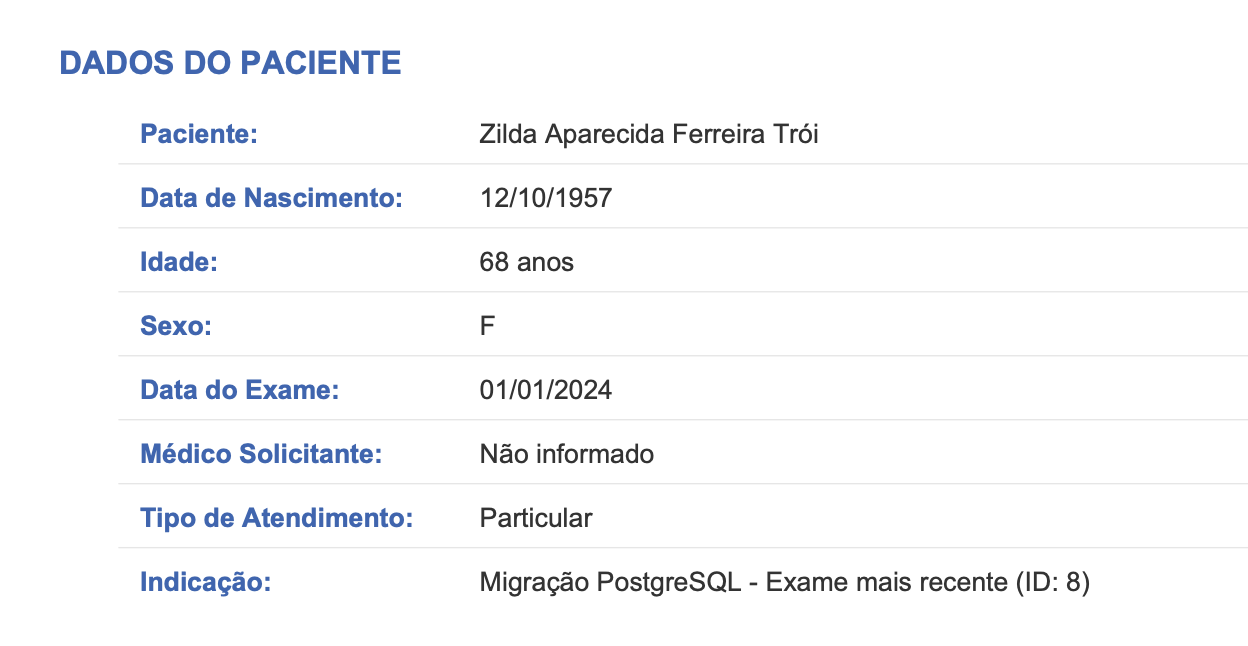 DADOS DO PACIENTE
Paciente: Zilda Aparecida Ferreira Trói
Data de Nascimento: 12/10/1957
Idade: 68 anos
Sexo: F
Data do Exame: 01/01/2024
Médico Solicitante: Não informado
Tipo de Atendimento: Particular
Indicação: Migração PostgreSQL - Exame mais recente (ID: 8)